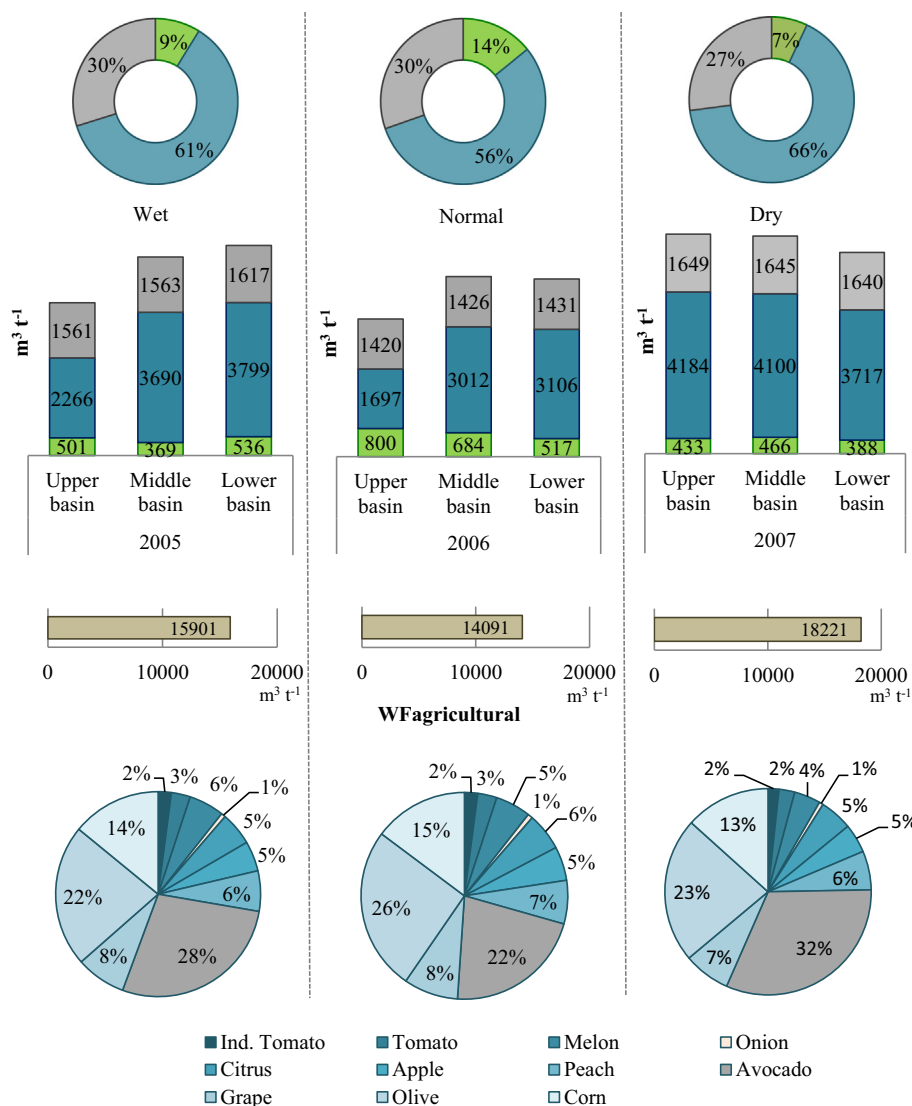 9% 14% 7%
30% 30% 27%
61% 56% 66%
Wet Normal Dry
m³ t⁻¹
1561 1563 1617
2266 3690 3799
501 369 536
Upper basin Middle basin Lower basin
2005
m³ t⁻¹
1420 1426 1431
1697 3012 3106
800 684 517
Upper basin Middle basin Lower basin
2006
m³ t⁻¹
1649 1645 1640
4184 4100 3717
433 466 388
Upper basin Middle basin Lower basin
2007
15901 14091 18221
0 10000 20000 0 10000 20000 0 10000 20000
m³ t⁻¹ m³ t⁻¹ m³ t⁻¹
WFagricultural
2% 3% 6% 1%
5%
5%
6%
28%
8%
22%
14%
2% 3% 5%
1%
6%
5%
7%
22%
8%
26%
15%
2% 2% 4% 1%
5%
5%
6%
32%
7%
23%
13%
Ind. Tomato Tomato Melon Onion
Citrus Apple Peach Avocado
Grape Olive Corn